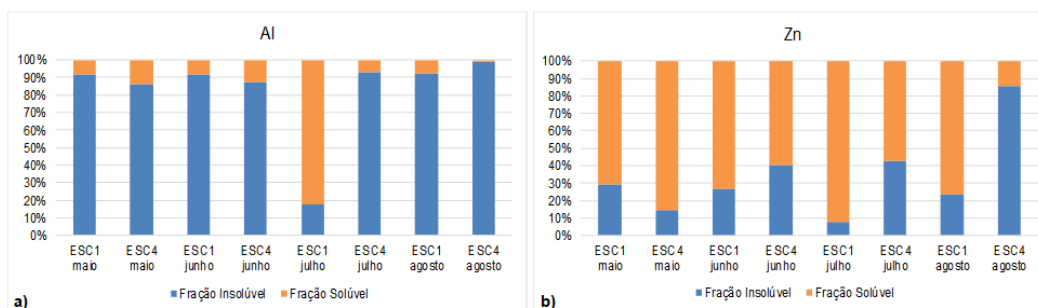 Al
100%
90%
80%
70%
60%
50%
40%
30%
20%
10%
0%
ESC1 ESC4 ESC1 ESC4 ESC1 ESC4 ESC1 ESC4
maio maio junho junho julho julho agosto agosto
Fração Insolúvel Fração Solúvel
a)
Zn
100%
90%
80%
70%
60%
50%
40%
30%
20%
10%
0%
ESC1 ESC4 ESC1 ESC4 ESC1 ESC4 ESC1 ESC4
maio maio junho junho julho julho agosto agosto
Fração Insolúvel Fração Solúvel
b)